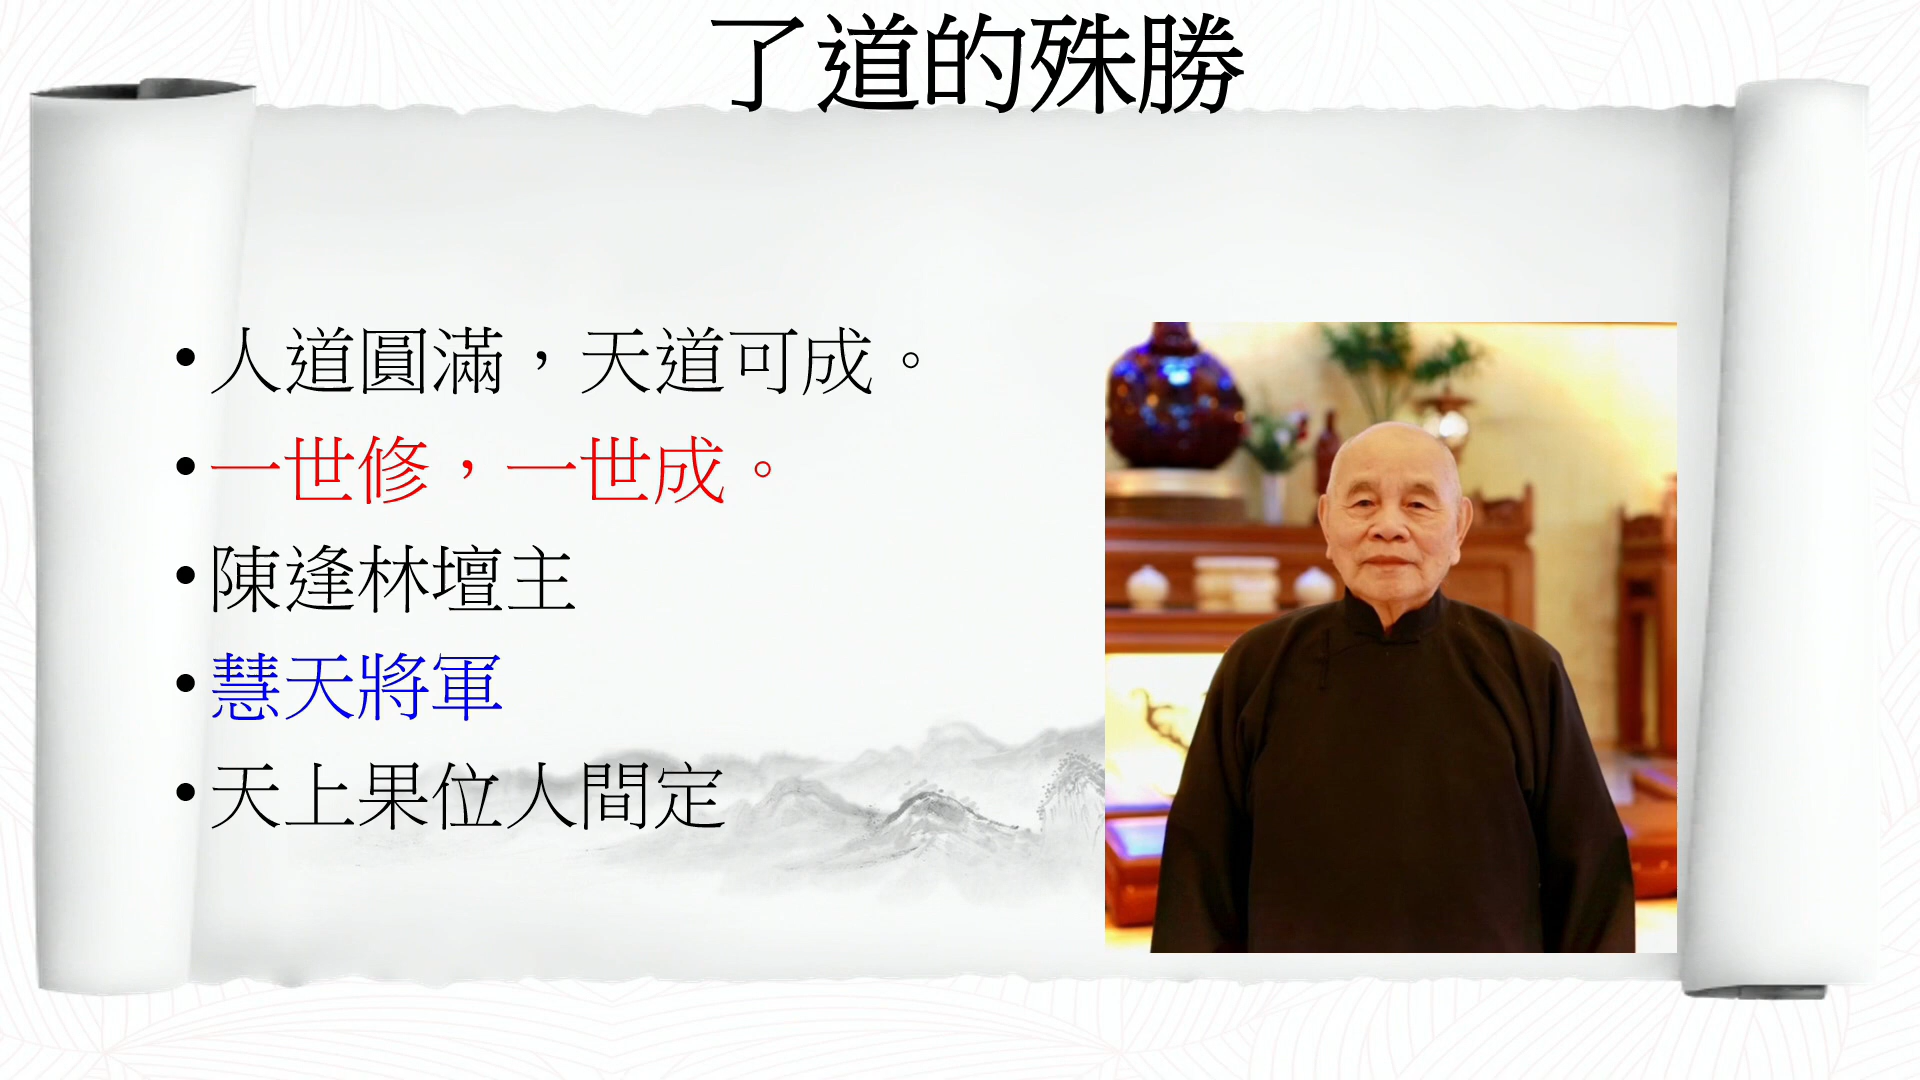 了道的殊勝
•人道圓滿，天道可成。
•一世修，一世成。
•陳逢林壇主
•慧天將軍
•天上果位人間定